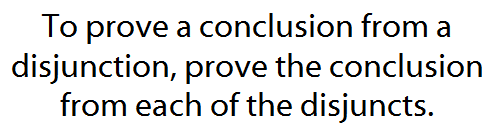 To prove a conclusion from a
disjunction, prove the conclusion
from each of the disjuncts.